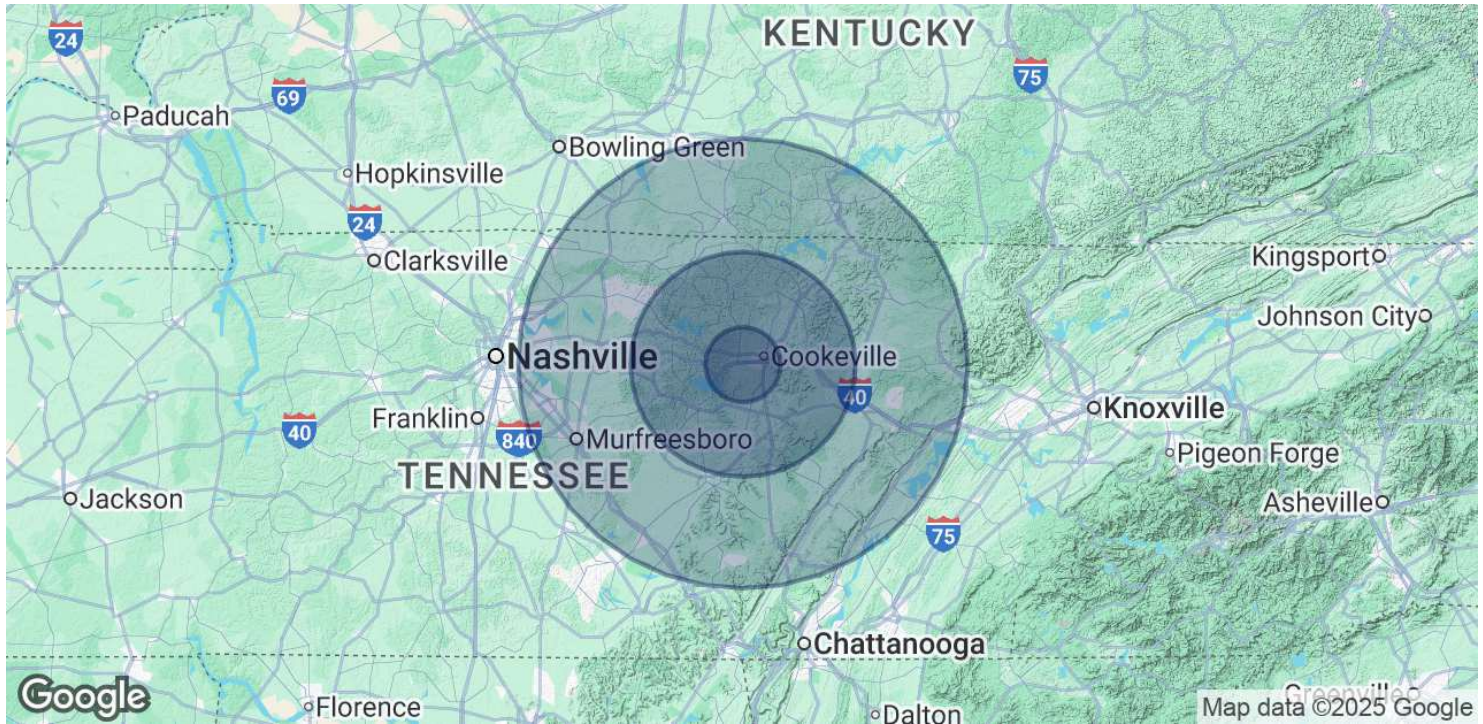 KENTUCKY
24
75
69
Paducah
Bowling Green
Hopkinsville
24
Clarksville
Kingsport
Johnson City
Nashville
Cookeville
40
Knoxville
Franklin
40
840
Murfreesboro
Pigeon Forge
TENNESSEE
Jackson
Asheville
75
Chattanooga
Google
Florence
Dalton
Greenville
Map data ©2025 Google